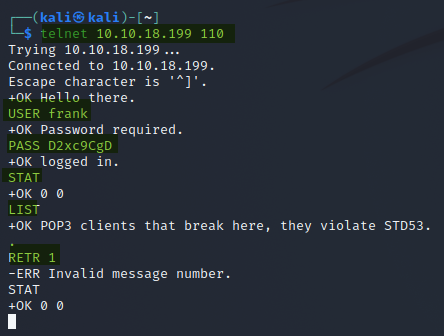 ┌──(kali㉿kali)-[~]
└─$ telnet 10.10.18.199 110
Trying 10.10.18.199...
Connected to 10.10.18.199.
Escape character is '^]'.
+OK Hello there.
USER frank
+OK Password required.
PASS D2xc9CgD
+OK logged in.
STAT
+OK 0 0
LIST
+OK POP3 clients that break here, they violate STD53.
.
RETR 1
-ERR Invalid message number.
STAT
+OK 0 0